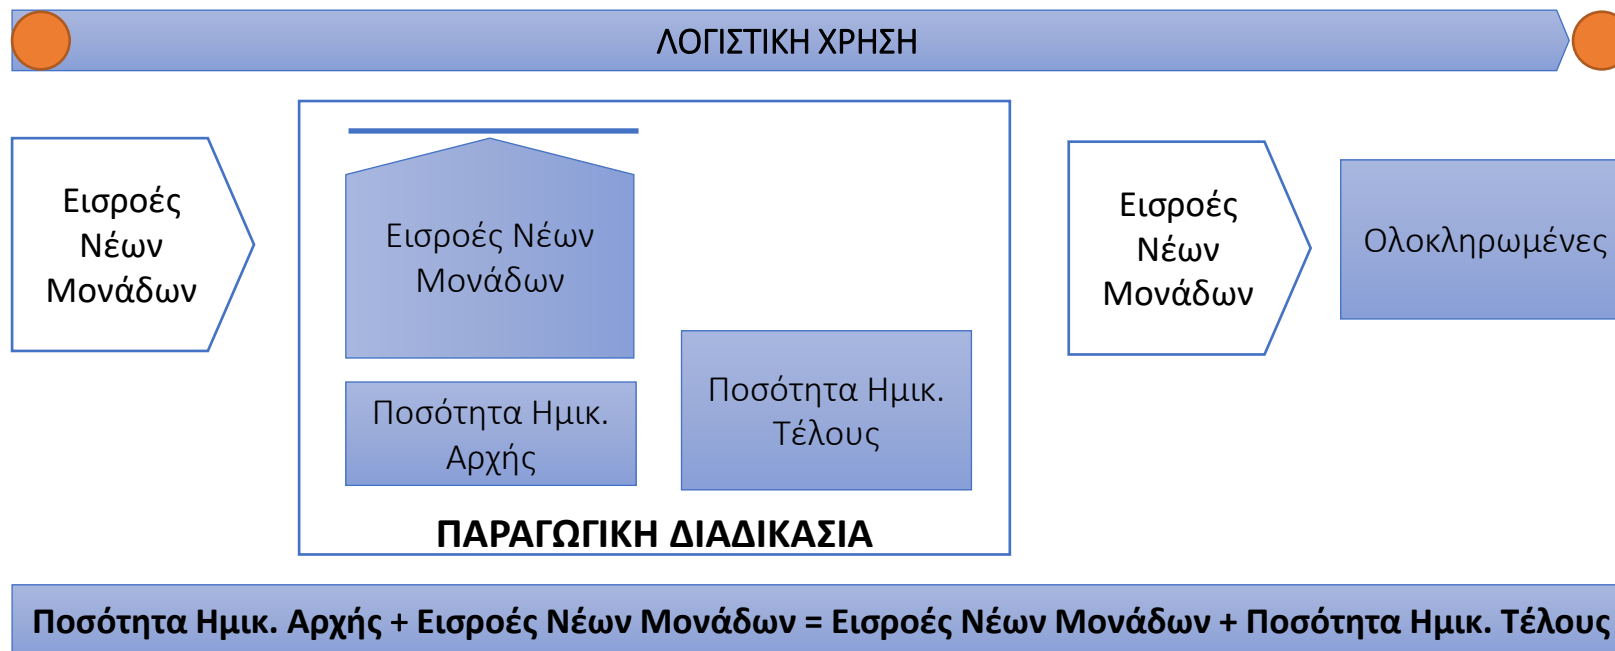 ΛΟΓΙΣΤΙΚΗ ΧΡΗΣΗ
Εισροές
Νέων
Μονάδων
Εισροές Νέων
Μονάδων
Ποσότητα Ημικ.
Αρχής
Ποσότητα Ημικ.
Τέλους
ΠΑΡΑΓΩΓΙΚΗ ΔΙΑΔΙΚΑΣΙΑ
Εισροές
Νέων
Μονάδων
Ολοκληρωμένες
Ποσότητα Ημικ. Αρχής + Εισροές Νέων Μονάδων = Εισροές Νέων Μονάδων + Ποσότητα Ημικ. Τέλους